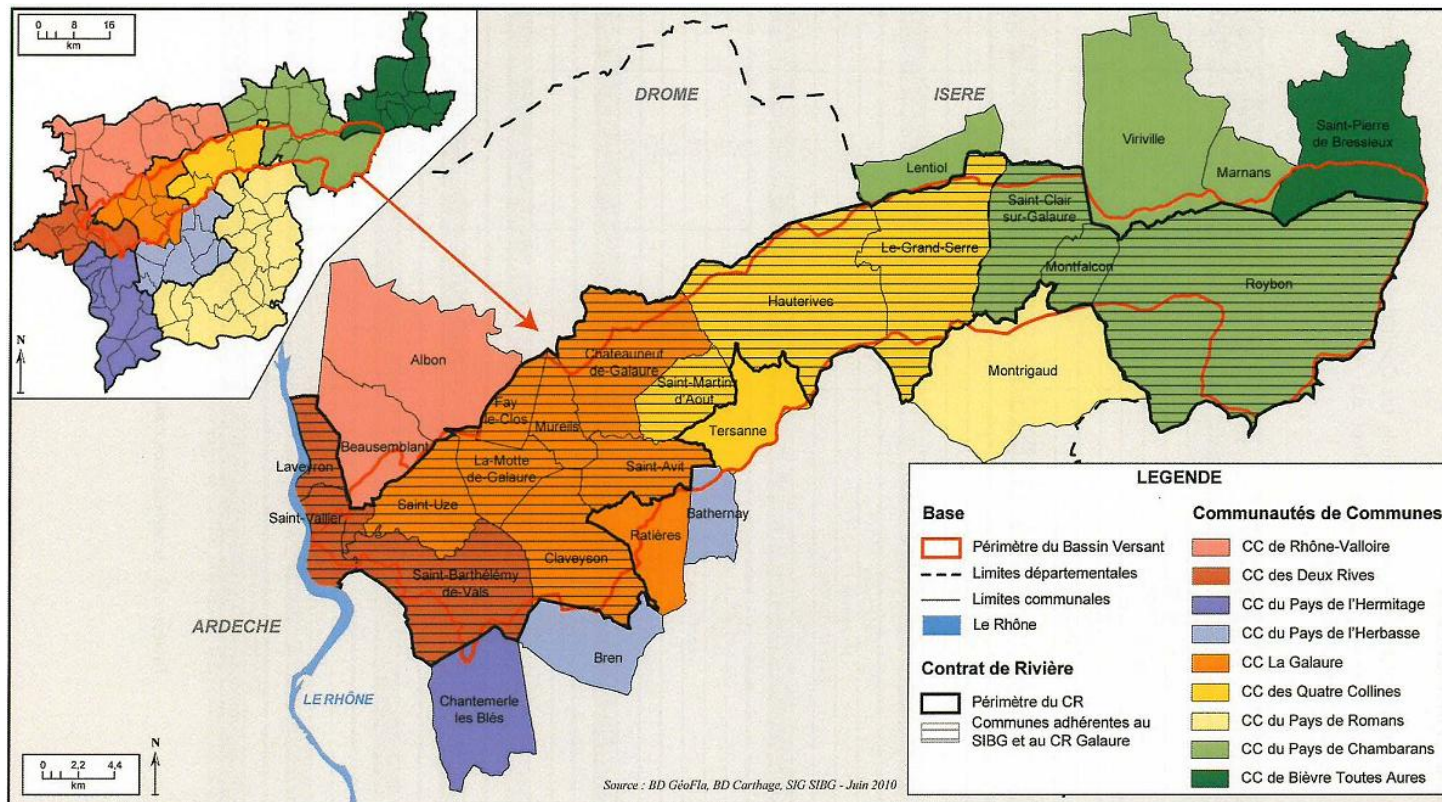 0 8 16
km
N
DROME
ISERE
Lentiol
Viriville
Marnans
Saint-Pierre
de Bressieux
Saint-Clair
sur-Galaure
Le-Grand-Serre
Montfalcon
Roybon
Hauterives
Albon
Chateauneuf
de-Galaure
Montrigaud
Saint-Martin
d'Aout
Fay
le-Clos
Mureils
Tersanne
Beausemblant
Laveyron
La-Motte
de-Galaure
Saint-Avit
Saint-Uze
Saint-Vallier
Bathernay
Ratières
Claveyson
Saint-Barthélémy
de-Vals
ARDECHE
Bren
LE RHÔNE
Chantemerle
les Blés
0 2,2 4,4
km
N
Source : BD GéoFla, BD Carthage, SIG SIBG - Juin 2010
LEGENDE
Base
Périmètre du Bassin Versant
Limites départementales
Limites communales
Le Rhône
Contrat de Rivière
Périmètre du CR
Communes adhérentes au
SIBG et au CR Galaure
Communautés de Communes
CC de Rhône-Valloire
CC des Deux Rives
CC du Pays de l'Hermitage
CC du Pays de l'Herbasse
CC La Galaure
CC des Quatre Collines
CC du Pays de Romans
CC du Pays de Chambarans
CC de Bièvre Toutes Aures